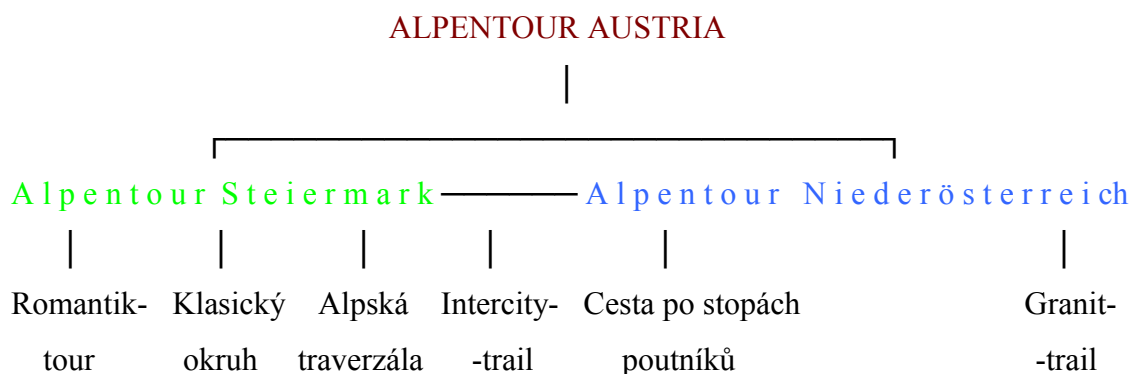 ALPENTOUR AUSTRIA
Alpentour Steiermark Alpentour Niederösterreich
Romantik- Klasický Alpská Intercity- Cesta po stopách Granit-
tour okruh traverzála -trail poutníků -trail